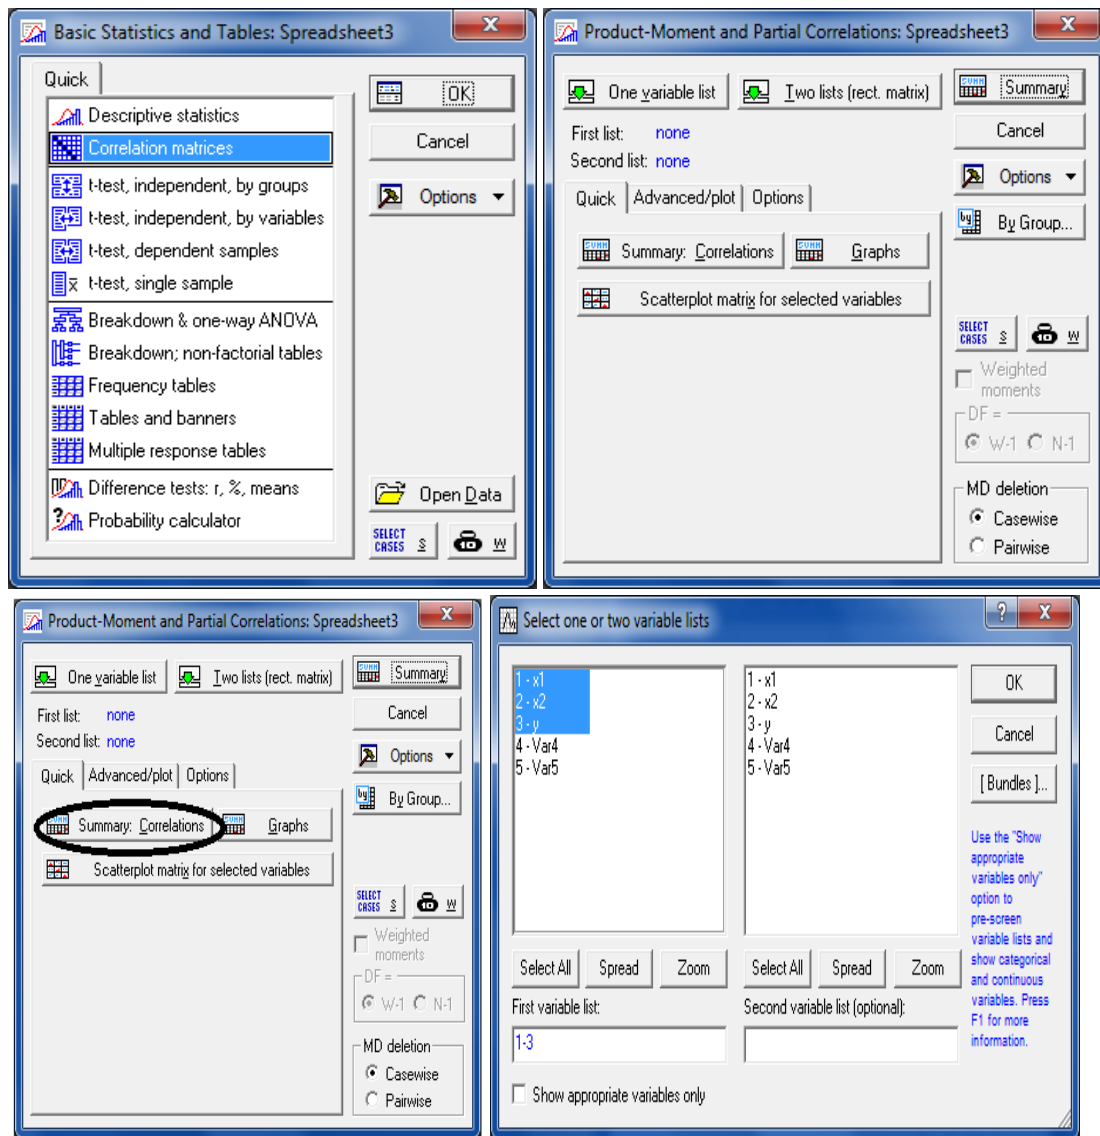 Basic Statistics and Tables: Spreadsheet3
Quick
Descriptive statistics
Correlation matrices
t-test, independent, by groups
t-test, independent, by variables
t-test, dependent samples
t-test, single sample
Breakdown & one-way ANOVA
Breakdown; non-factorial tables
Frequency tables
Tables and banners
Multiple response tables
Difference tests: r, %, means
Probability calculator
OK
Cancel
Options
Open Data
SELECT CASES S
W
Product-Moment and Partial Correlations: Spreadsheet3
One variable list
Two lists (rect. matrix)
Summary
First list: none
Second list: none
Cancel
Options
By Group...
Quick
Advanced/plot
Options
Summary: Correlations
Graphs
Scatterplot matrix for selected variables
SELECT CASES S
W
Weighted moments
DF =
W-1
N-1
MD deletion
Casewise
Pairwise
Product-Moment and Partial Correlations: Spreadsheet3
One variable list
Two lists (rect. matrix)
Summary
First list: none
Second list: none
Cancel
Options
By Group...
Quick
Advanced/plot
Options
Summary: Correlations
Graphs
Scatterplot matrix for selected variables
SELECT CASES S
W
Weighted moments
DF =
W-1
N-1
MD deletion
Casewise
Pairwise
Select one or two variable lists
1 - x1
2 - x2
3 - y
4 - Var4
5 - Var5
1 - x1
2 - x2
3 - y
4 - Var4
5 - Var5
OK
Cancel
[ Bundles ]...
Use the "Show
appropriate
variables only"
option to
pre-screen
variable lists and
show categorical
and continuous
variables. Press
F1 for more
information.
Select All
Spread
Zoom
Select All
Spread
Zoom
First variable list:
Second variable list (optional):
1-3
Show appropriate variables only